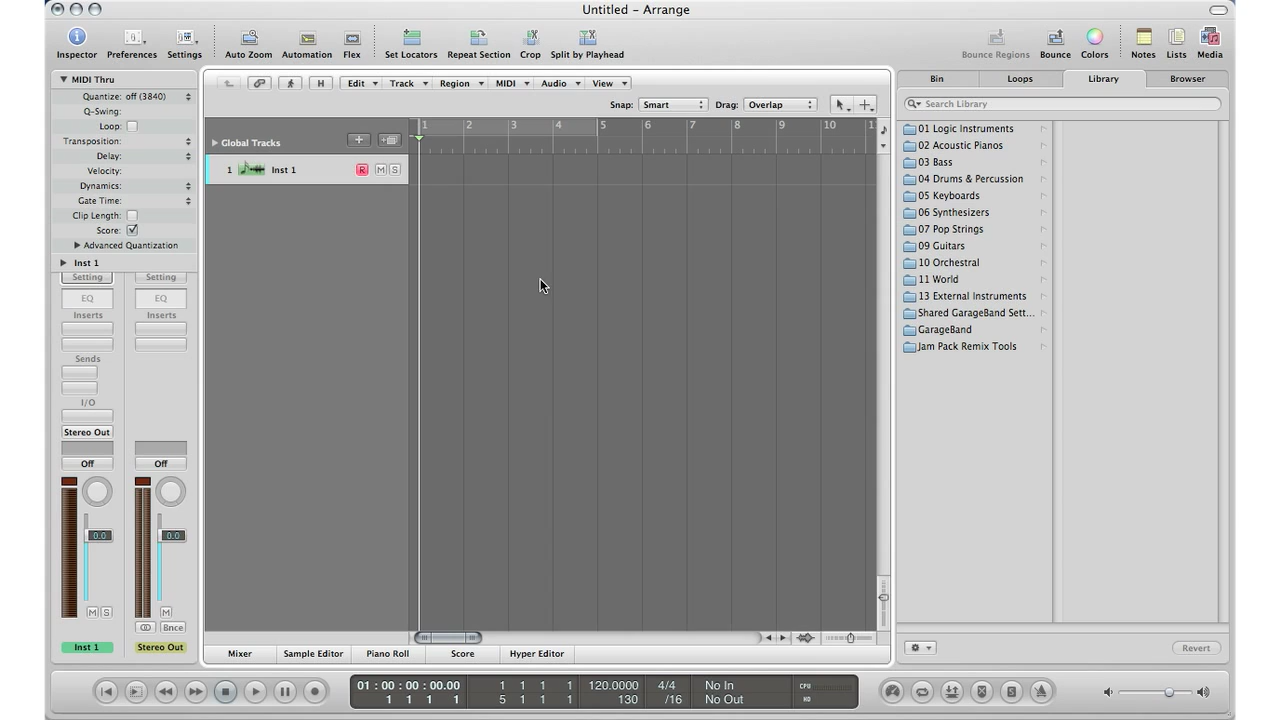 Untitled - Arrange
Inspector Preferences Settings Auto Zoom Automation Flex Set Locators Repeat Section Crop Split by Playhead Bounce Regions Bounce Colors Notes Lists Media
MIDI Thru
Quantize: off (3840)
Q-Swing:
Loop:
Transposition:
Delay:
Velocity:
Dynamics:
Gate Time:
Clip Length:
Score:
Advanced Quantization
Inst 1
Setting Setting
EQ EQ
Inserts Inserts
Sends
I/O
Stereo Out
Off Off
0.0 0.0
M S M
Bnce
Inst 1 Stereo Out
H Edit Track Region MIDI Audio View
Snap: Smart Drag: Overlap
1 2 3 4 5 6 7 8 9 10 11
Global Tracks
1 Inst 1 R M S
Mixer Sample Editor Piano Roll Score Hyper Editor
Bin Loops Library Browser
Search Library
01 Logic Instruments
02 Acoustic Pianos
03 Bass
04 Drums & Percussion
05 Keyboards
06 Synthesizers
07 Pop Strings
09 Guitars
10 Orchestral
11 World
13 External Instruments
Shared GarageBand Sett...
GarageBand
Jam Pack Remix Tools
Revert
01 : 00 : 00 : 00.00 1 1 1 1 120.0000 4/4 No In CPU
1 1 1 1 5 1 1 1 130 /16 No Out HD
S